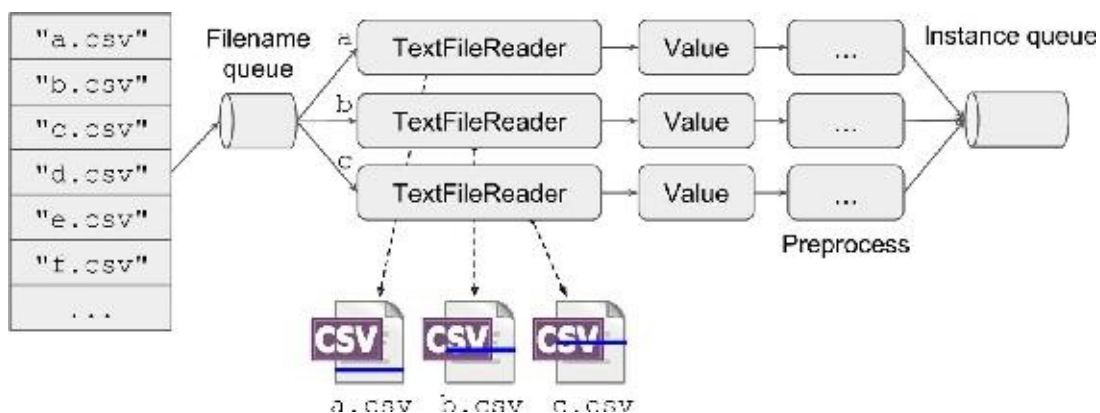 "a.csv"
"b.csv"
"c.csv"
"d.csv"
"e.csv"
"f.csv"
...
Filename
queue
a
TextFileReader
Value
...
b
TextFileReader
Value
...
c
TextFileReader
Value
...
Preprocess
Instance queue
CSV
CSV
CSV
a.csv
b.csv
c.csv